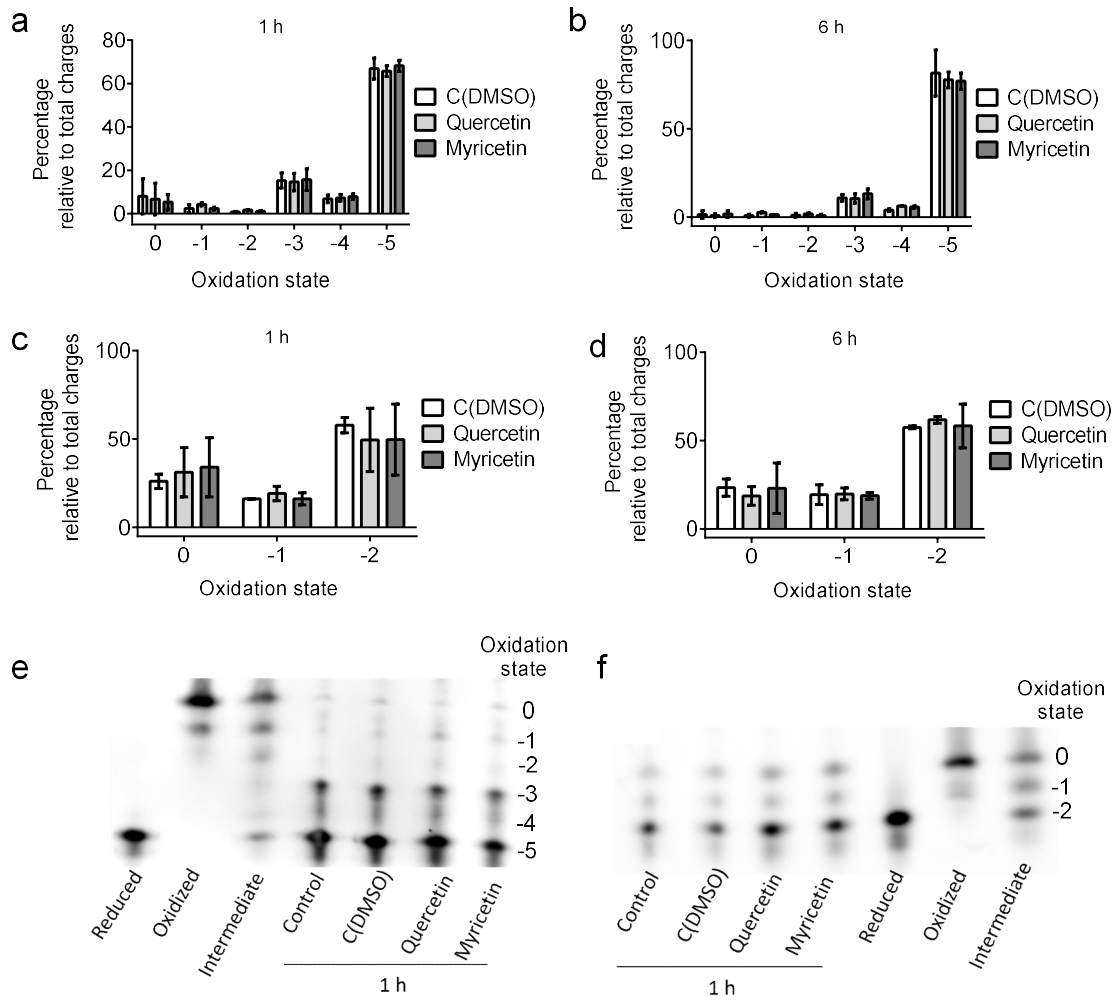 a
1 h
Percentage
relative to total charges
80
60
40
20
0
0 -1 -2 -3 -4 -5
Oxidation state
C(DMSO)
Quercetin
Myricetin
b
6 h
Percentage
relative to total charges
100
50
0
0 -1 -2 -3 -4 -5
Oxidation state
C(DMSO)
Quercetin
Myricetin
c
1 h
Percentage
relative to total charges
100
50
0
0 -1 -2
Oxidation state
C(DMSO)
Quercetin
Myricetin
d
6 h
Percentage
relative to total charges
100
50
0
0 -1 -2
Oxidation state
C(DMSO)
Quercetin
Myricetin
e
Oxidation
state
0
-1
-2
-3
-4
-5
Reduced
Oxidized
Intermediate
Control
C(DMSO)
Quercetin
Myricetin
1 h
f
Oxidation
state
0
-1
-2
Control
C(DMSO)
Quercetin
Myricetin
Reduced
Oxidized
Intermediate
1 h